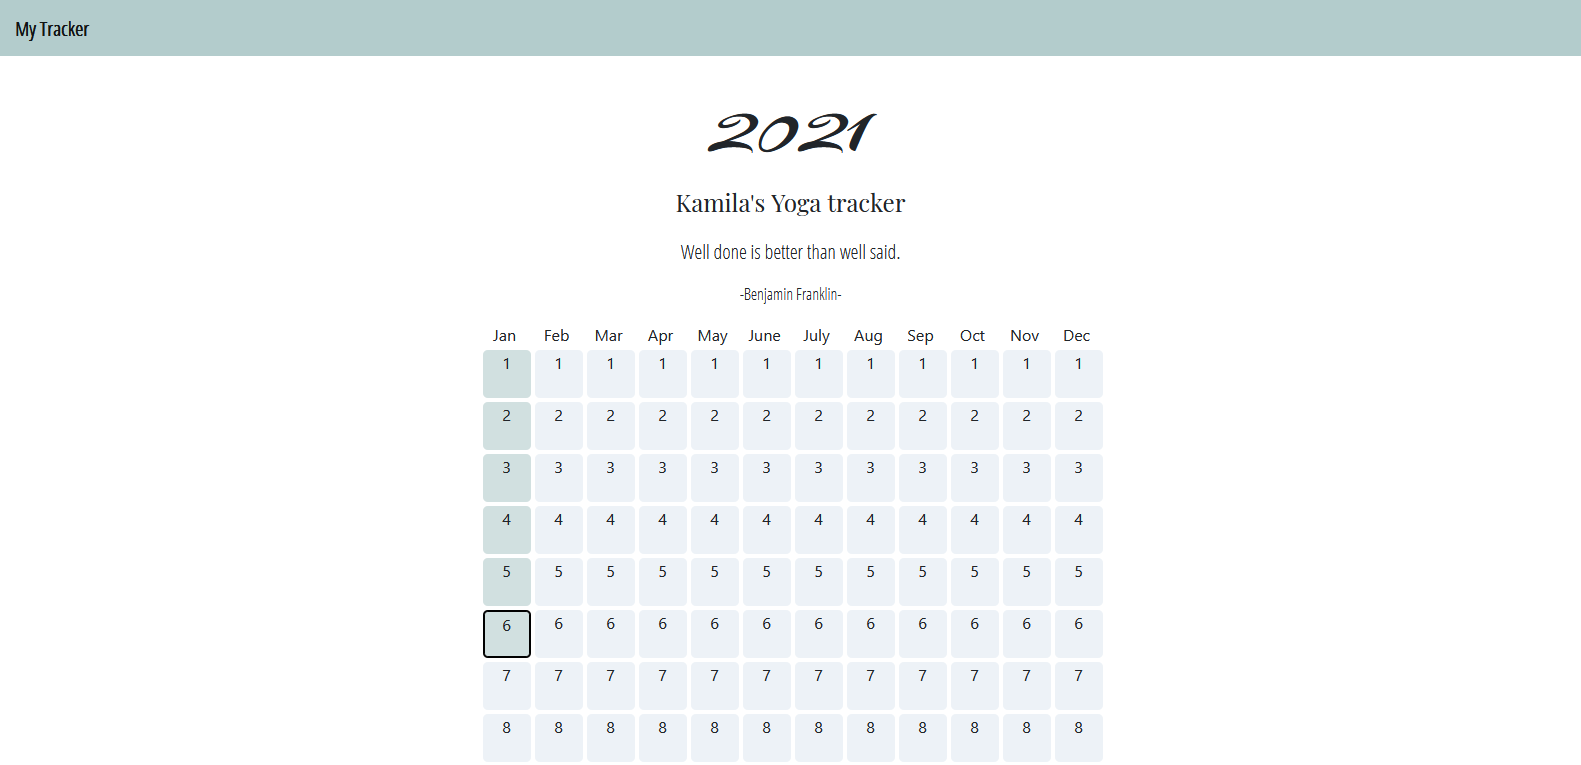 My Tracker
2021
Kamila's Yoga tracker
Well done is better than well said.
-Benjamin Franklin-
Jan Feb Mar Apr May June July Aug Sep Oct Nov Dec
1 1 1 1 1 1 1 1 1 1 1 1
2 2 2 2 2 2 2 2 2 2 2 2
3 3 3 3 3 3 3 3 3 3 3 3
4 4 4 4 4 4 4 4 4 4 4 4
5 5 5 5 5 5 5 5 5 5 5 5
6 6 6 6 6 6 6 6 6 6 6 6
7 7 7 7 7 7 7 7 7 7 7 7
8 8 8 8 8 8 8 8 8 8 8 8